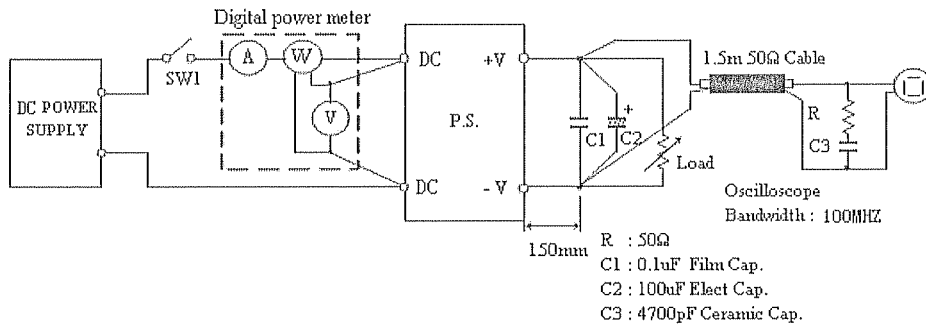 Digital power meter
SW1
A
W
V
DC POWER
SUPPLY
DC
+V
P.S.
DC
-V
C1
C2
+
Load
1.5m 50Ω Cable
R
C3
Oscilloscope
Bandwidth : 100MHZ
150mm
R : 50Ω
C1 : 0.1uF Film Cap.
C2 : 100uF Elect Cap.
C3 : 4700pF Ceramic Cap.